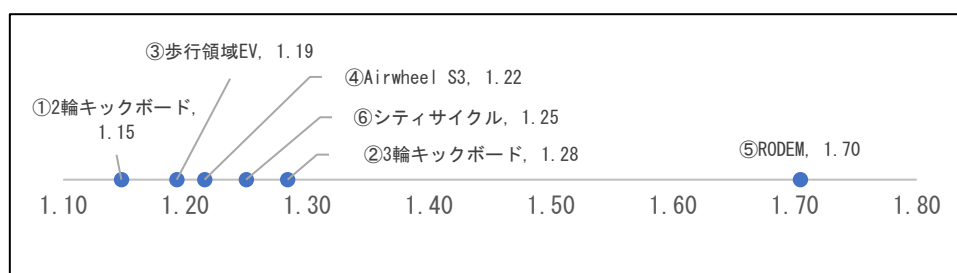 ③歩行領域EV, 1.19
④Airwheel S3, 1.22
①2輪キックボード,
1.15
⑥シティサイクル, 1.25
②3輪キックボード, 1.28
⑤RODEM, 1.70
1.10 1.20 1.30 1.40 1.50 1.60 1.70 1.80